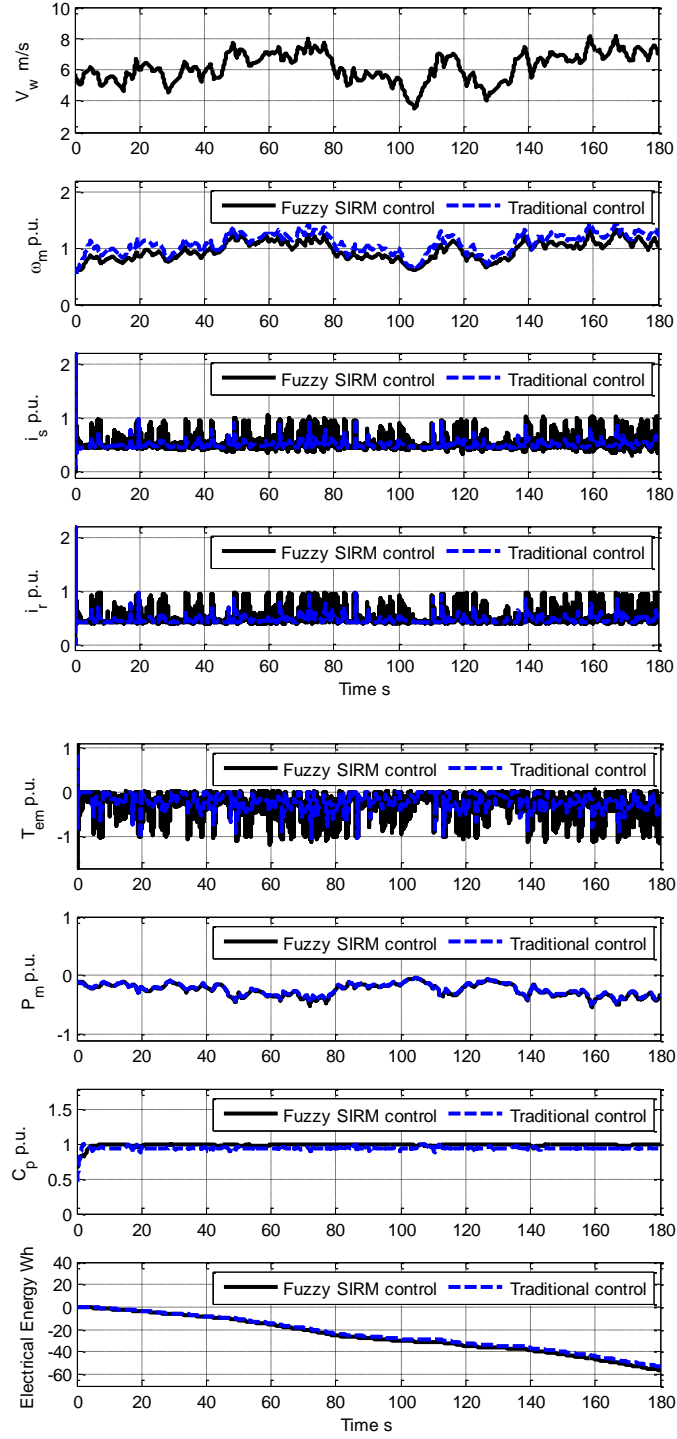 10
8
6
4
2
V_w m/s
0 20 40 60 80 100 120 140 160 180
2
1
0
ω_m p.u.
Fuzzy SIRM control Traditional control
0 20 40 60 80 100 120 140 160 180
2
1
0
i_s p.u.
Fuzzy SIRM control Traditional control
0 20 40 60 80 100 120 140 160 180
2
1
0
i_r p.u.
Fuzzy SIRM control Traditional control
0 20 40 60 80 100 120 140 160 180
Time s
1
0
-1
T_em p.u.
Fuzzy SIRM control Traditional control
0 20 40 60 80 100 120 140 160 180
1
-0
-1
P_m p.u.
Fuzzy SIRM control Traditional control
0 20 40 60 80 100 120 140 160 180
1.5
1
0.5
0
C_p p.u.
Fuzzy SIRM control Traditional control
0 20 40 60 80 100 120 140 160 180
40
20
0
-20
-40
-60
Electrical Energy Wh
Fuzzy SIRM control Traditional control
0 20 40 60 80 100 120 140 160 180
Time s